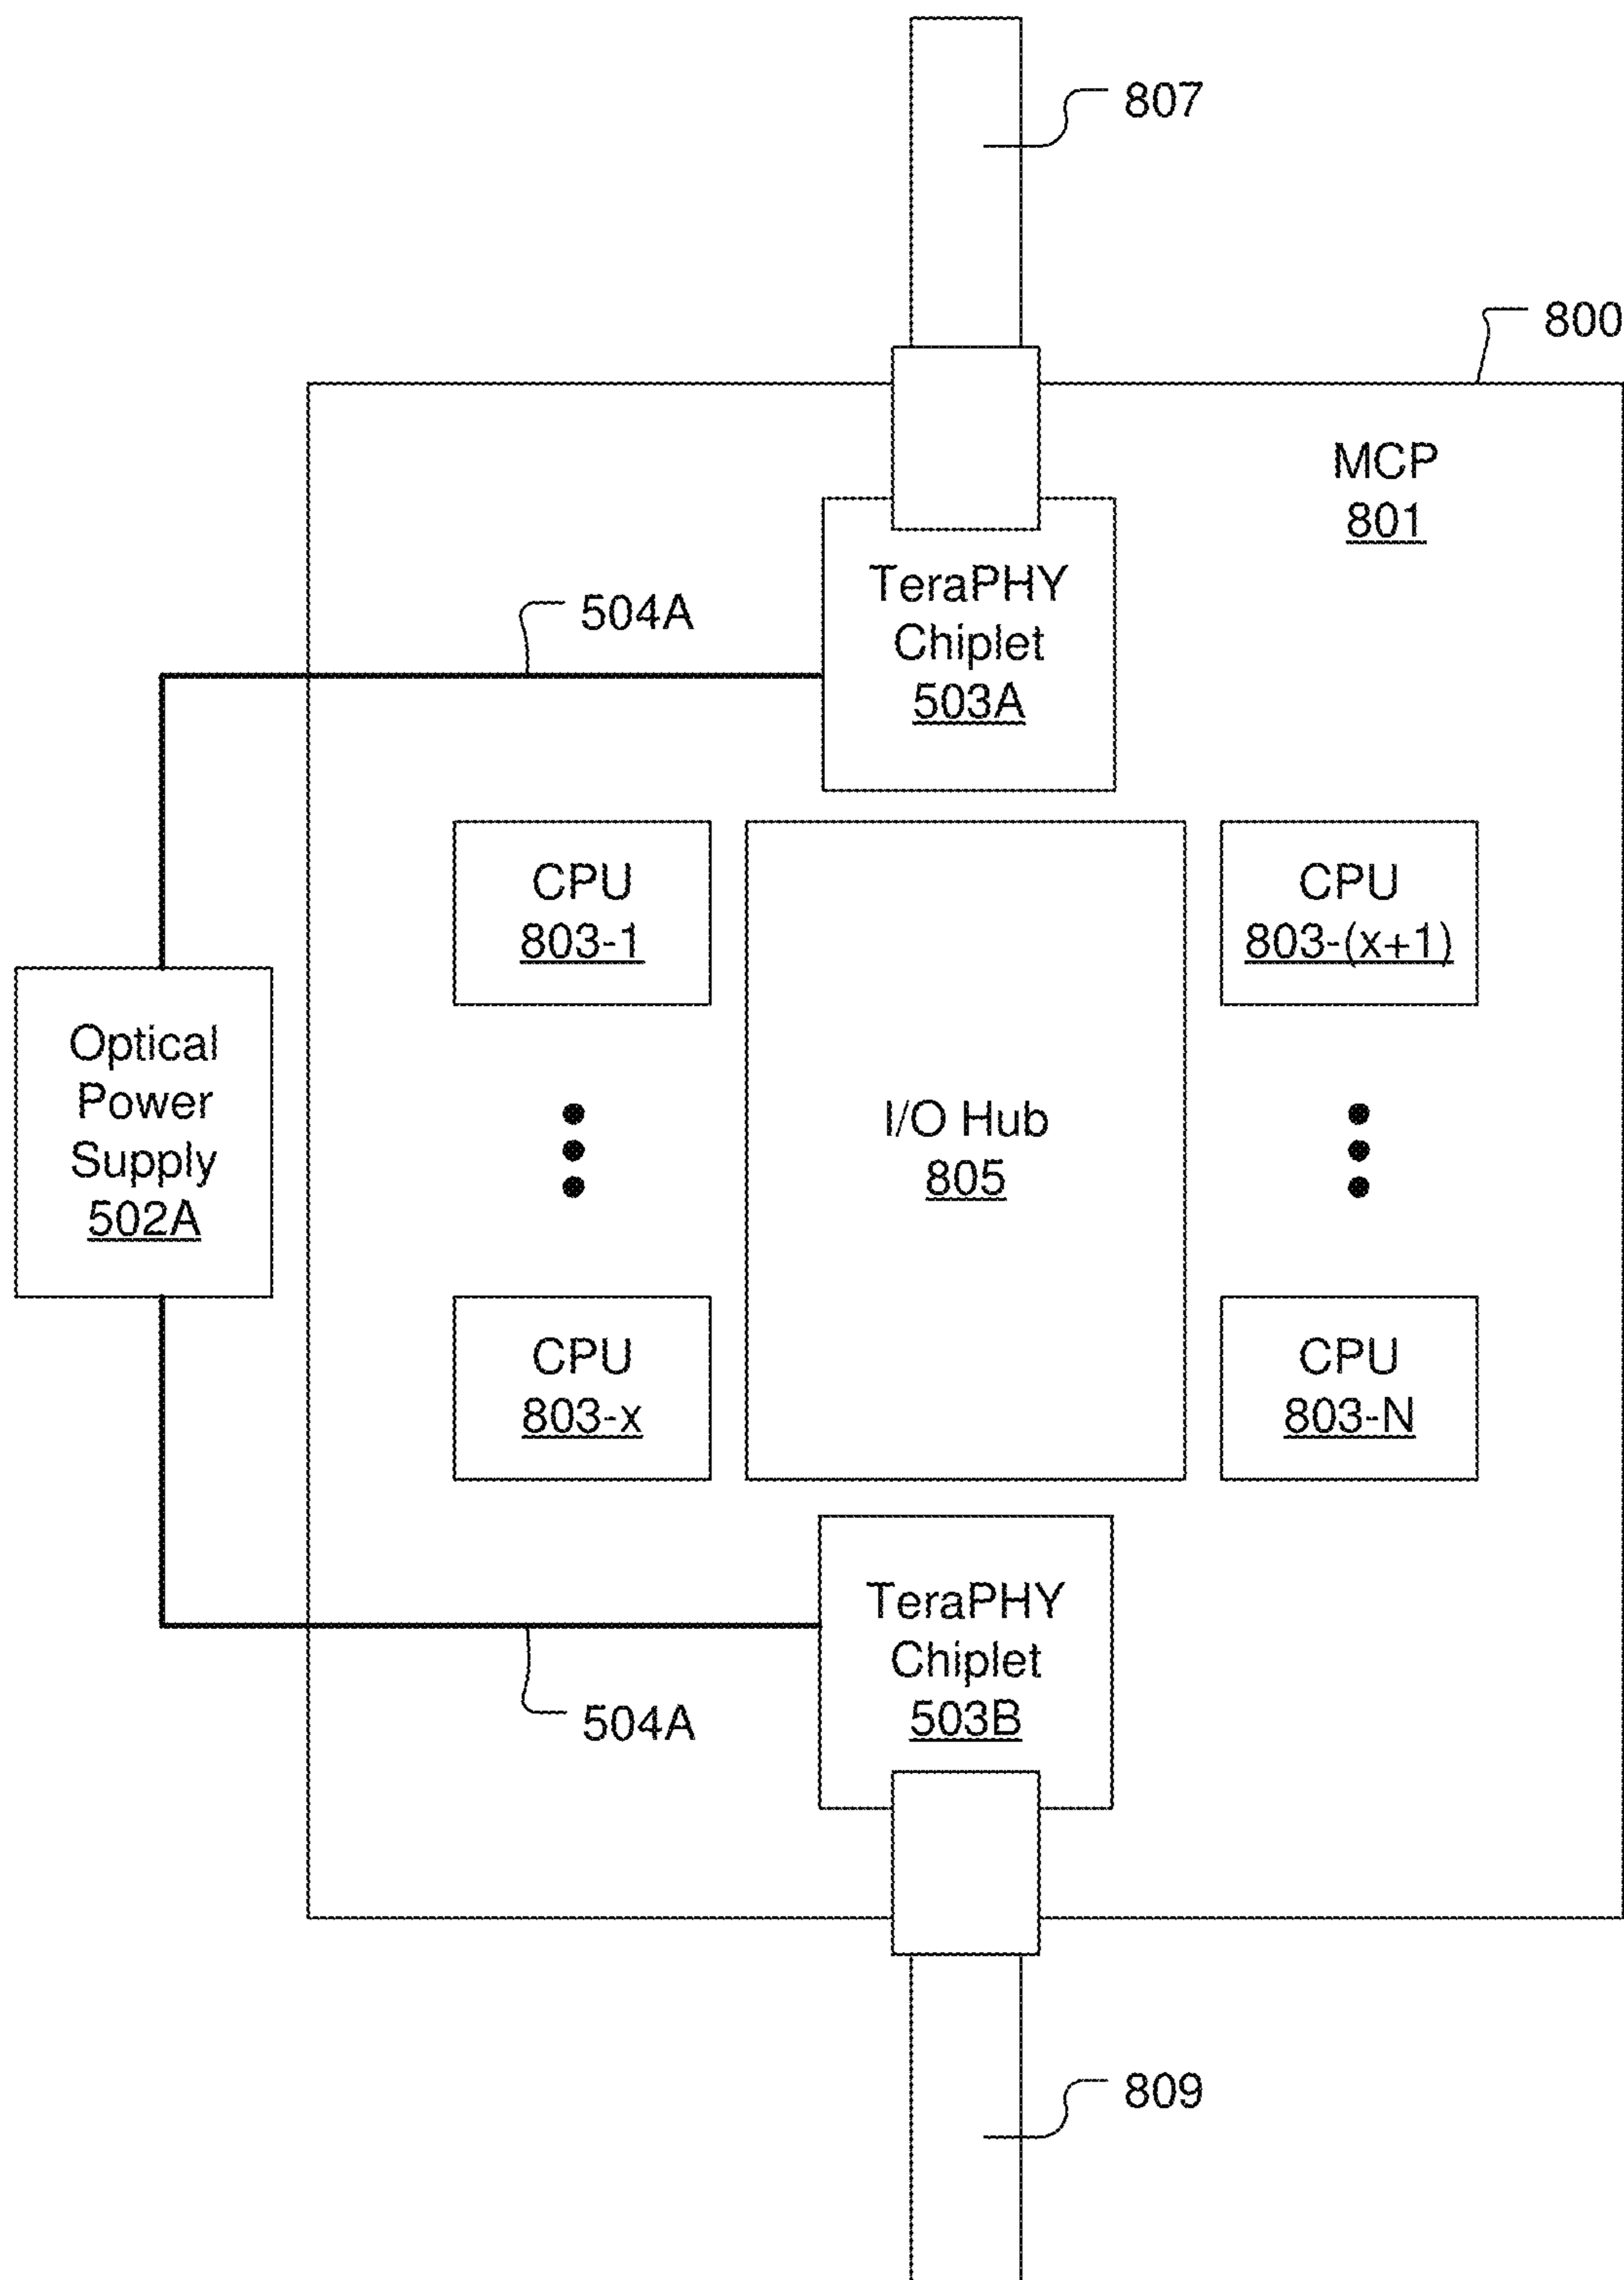 807
800
MCP
801
TeraPHY
Chiplet
503A
504A
CPU
803-1
CPU
803-(x+1)
Optical
Power
Supply
502A
I/O Hub
805
CPU
803-x
CPU
803-N
TeraPHY
Chiplet
503B
504A
809